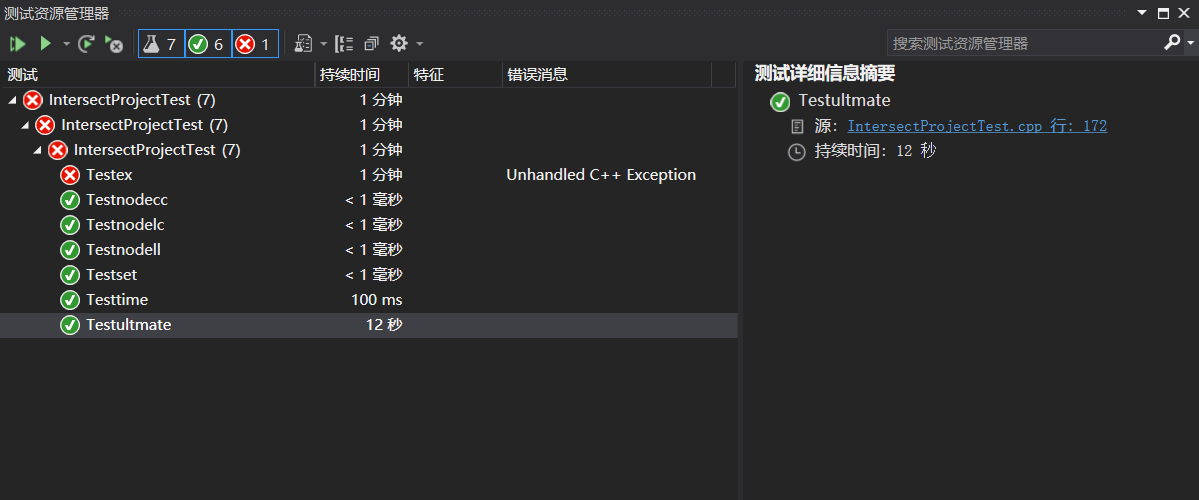 测试资源管理器
7 6 1 搜索测试资源管理器
测试 持续时间 特征 错误消息
IntersectProjectTest (7) 1 分钟
IntersectProjectTest (7) 1 分钟
IntersectProjectTest (7) 1 分钟
Testex 1 分钟 Unhandled C++ Exception
Testnodecc < 1 毫秒
Testnodelc < 1 毫秒
Testnodell < 1 毫秒
Testset < 1 毫秒
Testtime 100 ms
Testultmate 12 秒
测试详细信息摘要
Testultmate
源: IntersectProjectTest.cpp 行: 172
持续时间: 12 秒